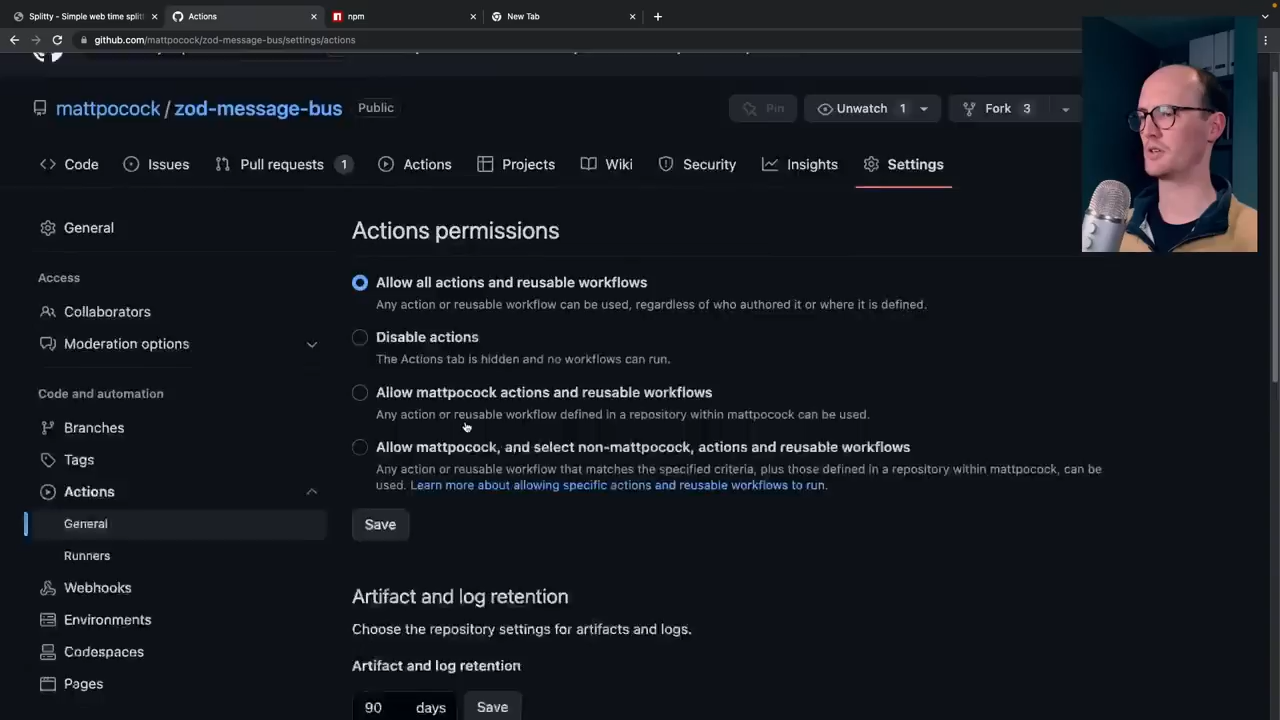 Splitty - Simple web time split
Actions
npm
New Tab
github.com/mattpocock/zod-message-bus/settings/actions
mattpocock / zod-message-bus Public
Pin
Unwatch 1
Fork 3
Code
Issues
Pull requests 1
Actions
Projects
Wiki
Security
Insights
Settings
General
Access
Collaborators
Moderation options
Code and automation
Branches
Tags
Actions
General
Runners
Webhooks
Environments
Codespaces
Pages
Actions permissions
Allow all actions and reusable workflows
Any action or reusable workflow can be used, regardless of who authored it or where it is defined.
Disable actions
The Actions tab is hidden and no workflows can run.
Allow mattpocock actions and reusable workflows
Any action or reusable workflow defined in a repository within mattpocock can be used.
Allow mattpocock, and select non-mattpocock, actions and reusable workflows
Any action or reusable workflow that matches the specified criteria, plus those defined in a repository within mattpocock, can be
used. Learn more about allowing specific actions and reusable workflows to run.
Save
Artifact and log retention
Choose the repository settings for artifacts and logs.
Artifact and log retention
90 days
Save